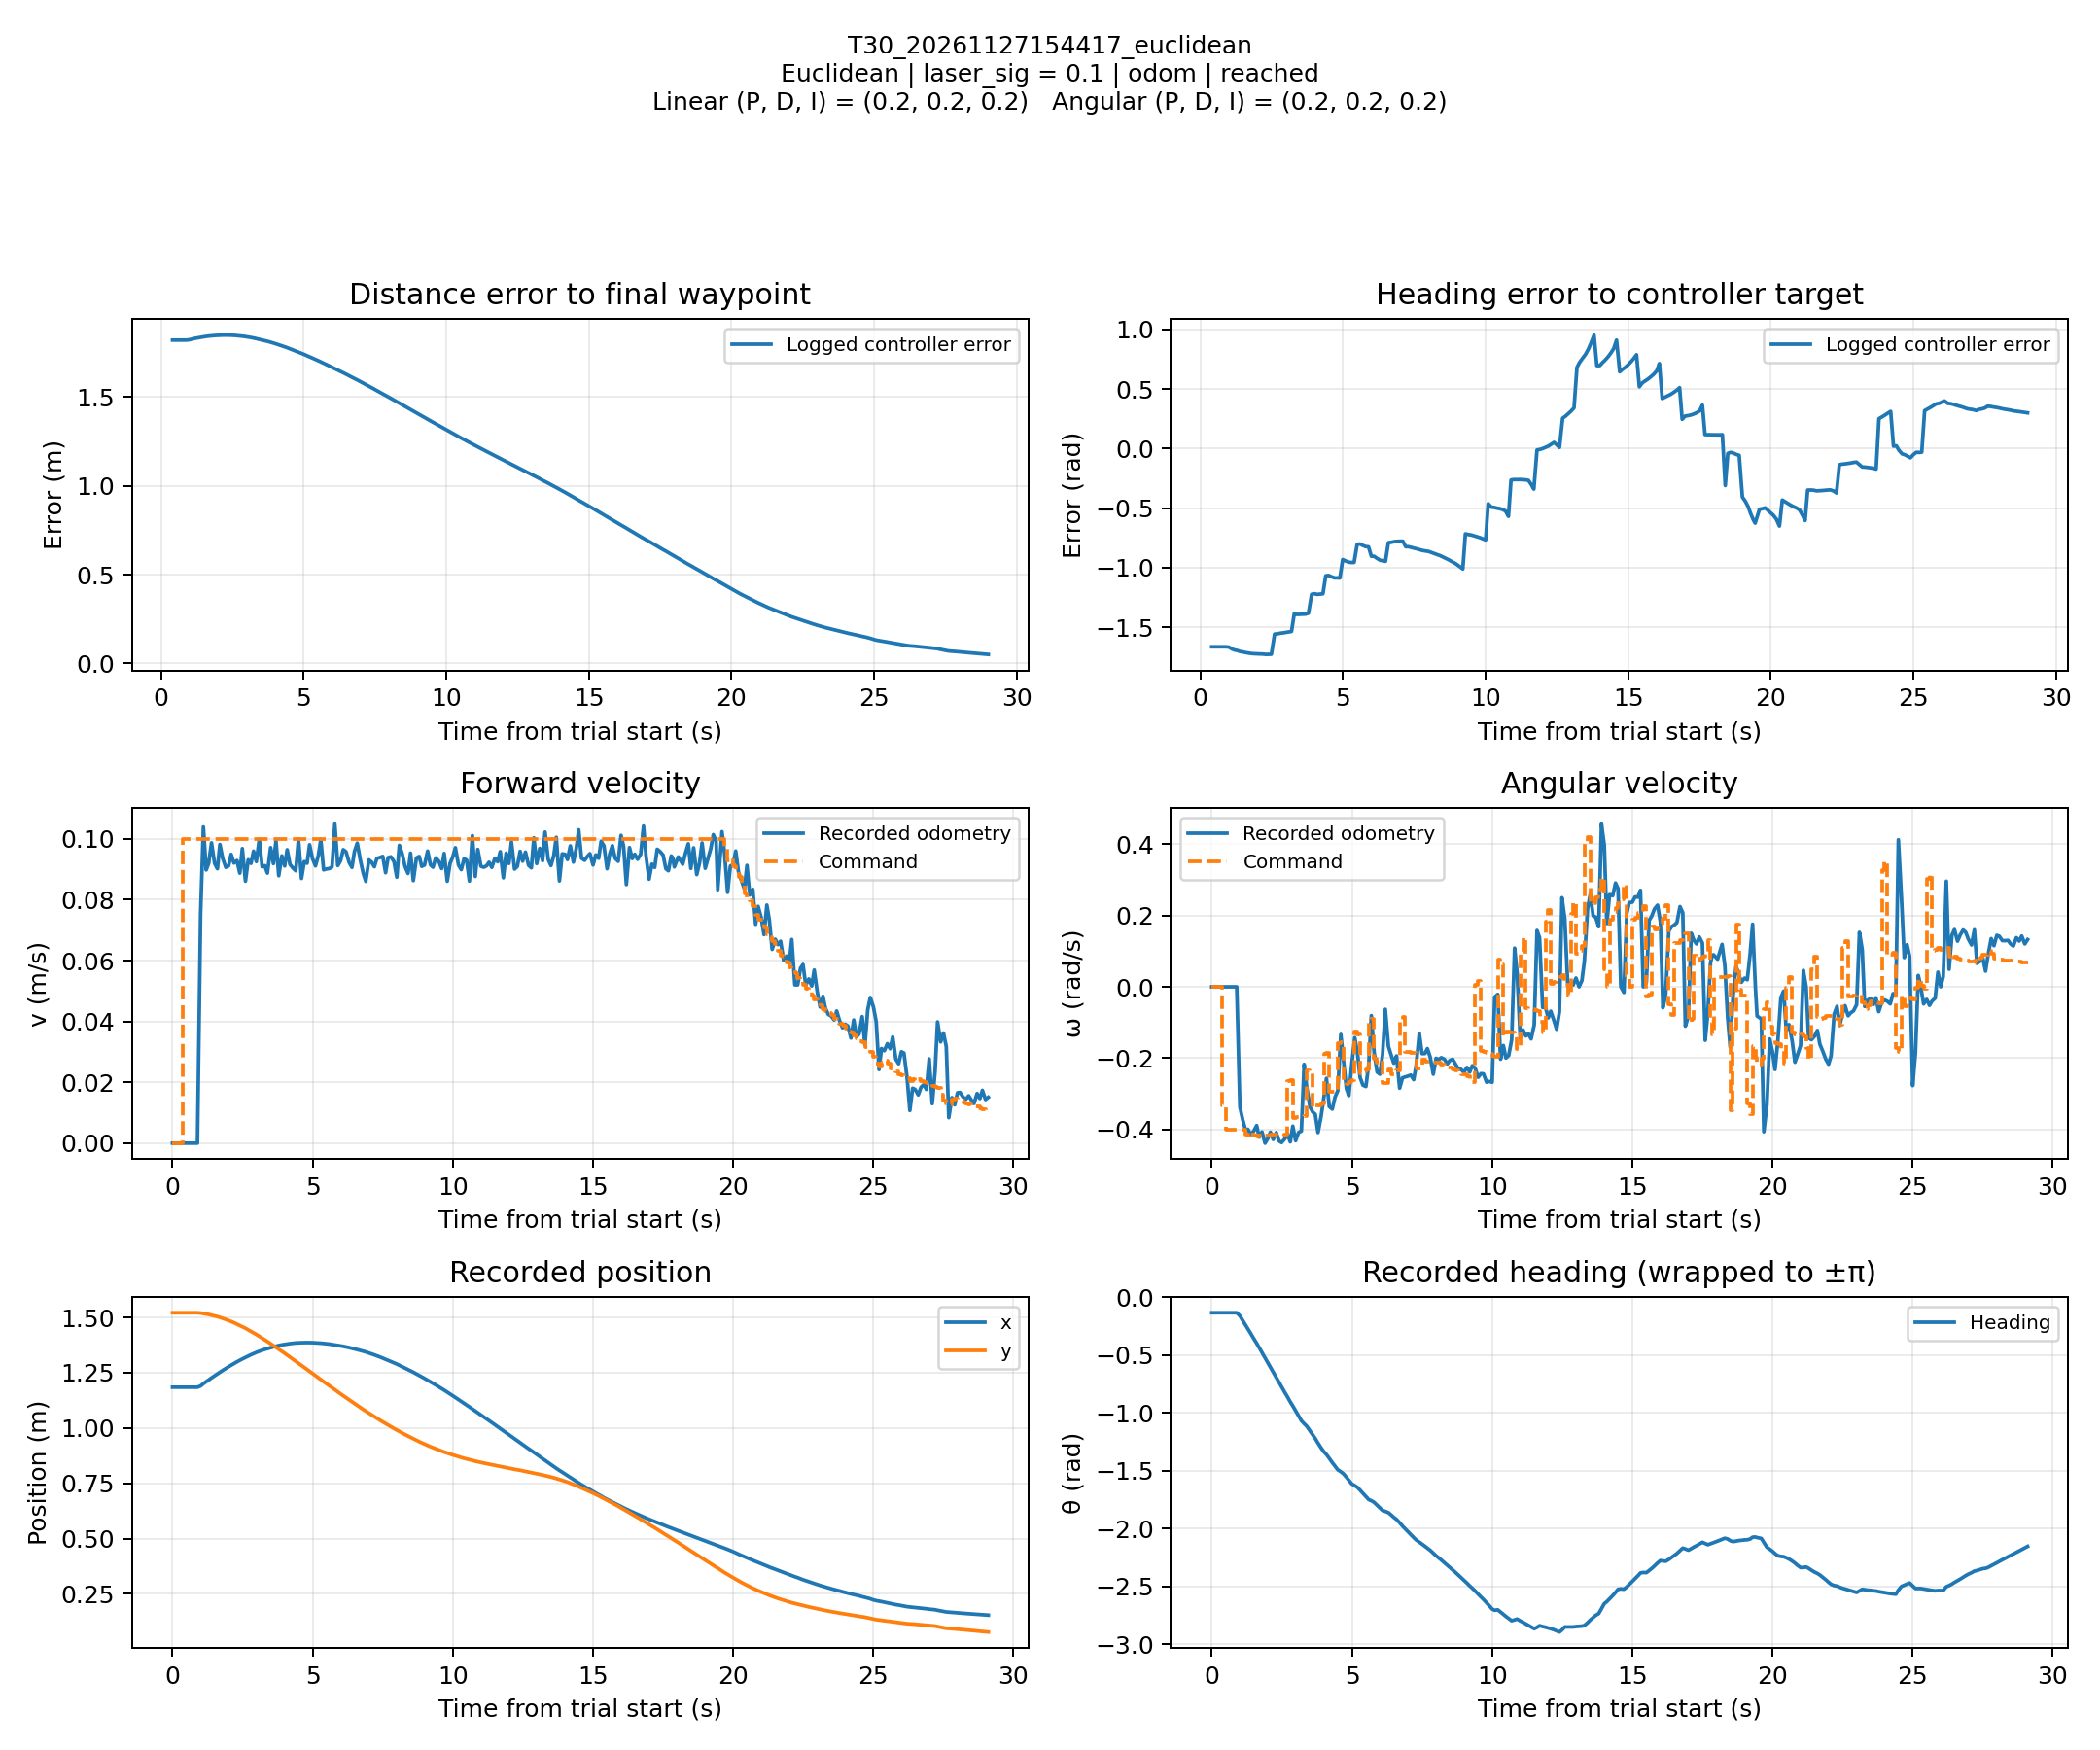 T30_20261127154417_euclidean
Euclidean | laser_sig = 0.1 | odom | reached
Linear (P, D, I) = (0.2, 0.2, 0.2)   Angular (P, D, I) = (0.2, 0.2, 0.2)
Distance error to final waypoint
Logged controller error
Error (m)
1.5
1.0
0.5
0.0
0 5 10 15 20 25 30
Time from trial start (s)
Heading error to controller target
Logged controller error
Error (rad)
1.0
0.5
0.0
−0.5
−1.0
−1.5
0 5 10 15 20 25 30
Time from trial start (s)
Forward velocity
Recorded odometry
Command
v (m/s)
0.10
0.08
0.06
0.04
0.02
0.00
0 5 10 15 20 25 30
Time from trial start (s)
Angular velocity
Recorded odometry
Command
ω (rad/s)
0.4
0.2
0.0
−0.2
−0.4
0 5 10 15 20 25 30
Time from trial start (s)
Recorded position
x
y
Position (m)
1.50
1.25
1.00
0.75
0.50
0.25
0 5 10 15 20 25 30
Time from trial start (s)
Recorded heading (wrapped to ±π)
Heading
θ (rad)
0.0
−0.5
−1.0
−1.5
−2.0
−2.5
−3.0
0 5 10 15 20 25 30
Time from trial start (s)